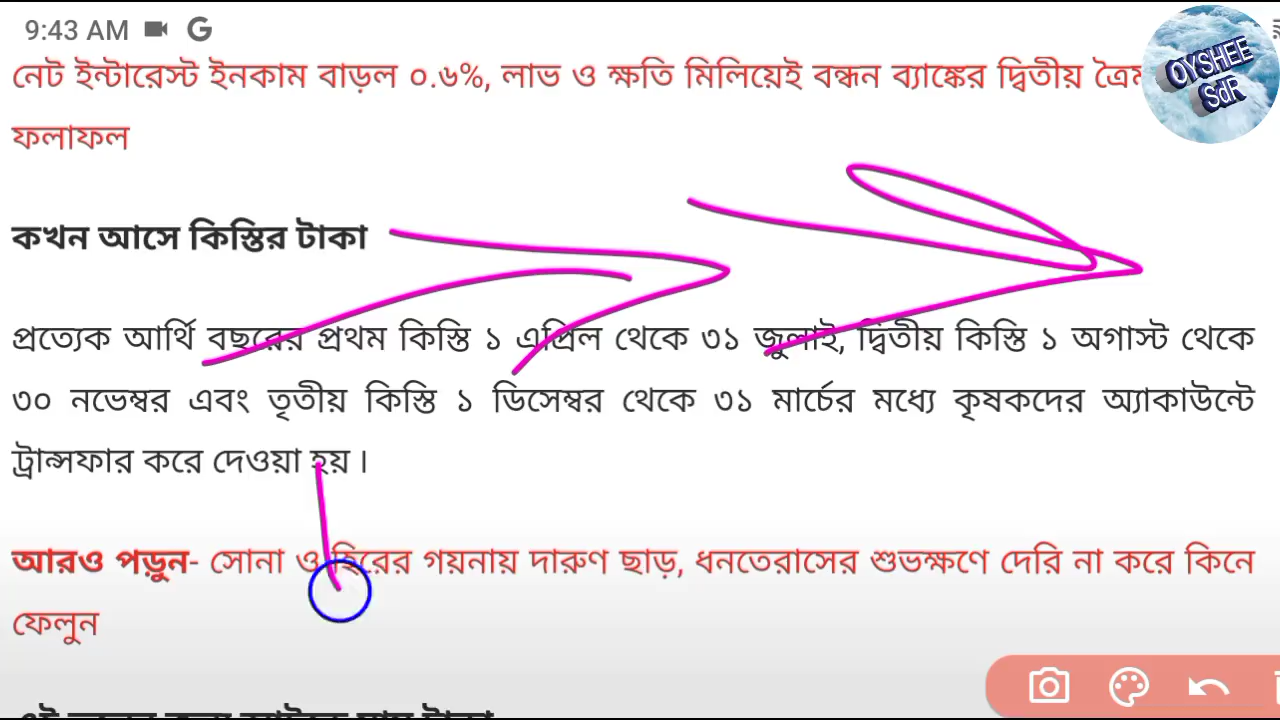 9:43 AM G
OYSHEE
SdR
নেট ইন্টারেস্ট ইনকাম বাড়ল ০.৬%, লাভ ও ক্ষতি মিলিয়েই বন্ধন ব্যাঙ্কের দ্বিতীয়
ফলাফল
কখন আসে কিস্তির টাকা
প্রত্যেক আর্থি বছরের প্রথম কিস্তি ১ এপ্রিল থেকে ৩১ জুলাই, দ্বিতীয় কিস্তি ১ অগাস্ট থেকে
৩০ নভেম্বর এবং তৃতীয় কিস্তি ১ ডিসেম্বর থেকে ৩১ মার্চের মধ্যে কৃষকদের অ্যাকাউন্টে
ট্রান্সফার করে দেওয়া হয়।
আরও পড়ুন- সোনা ও হিরের গয়নায় দারুণ ছাড়, ধনতেরাসের শুভক্ষণে দেরি না করে কিনে
ফেলুন